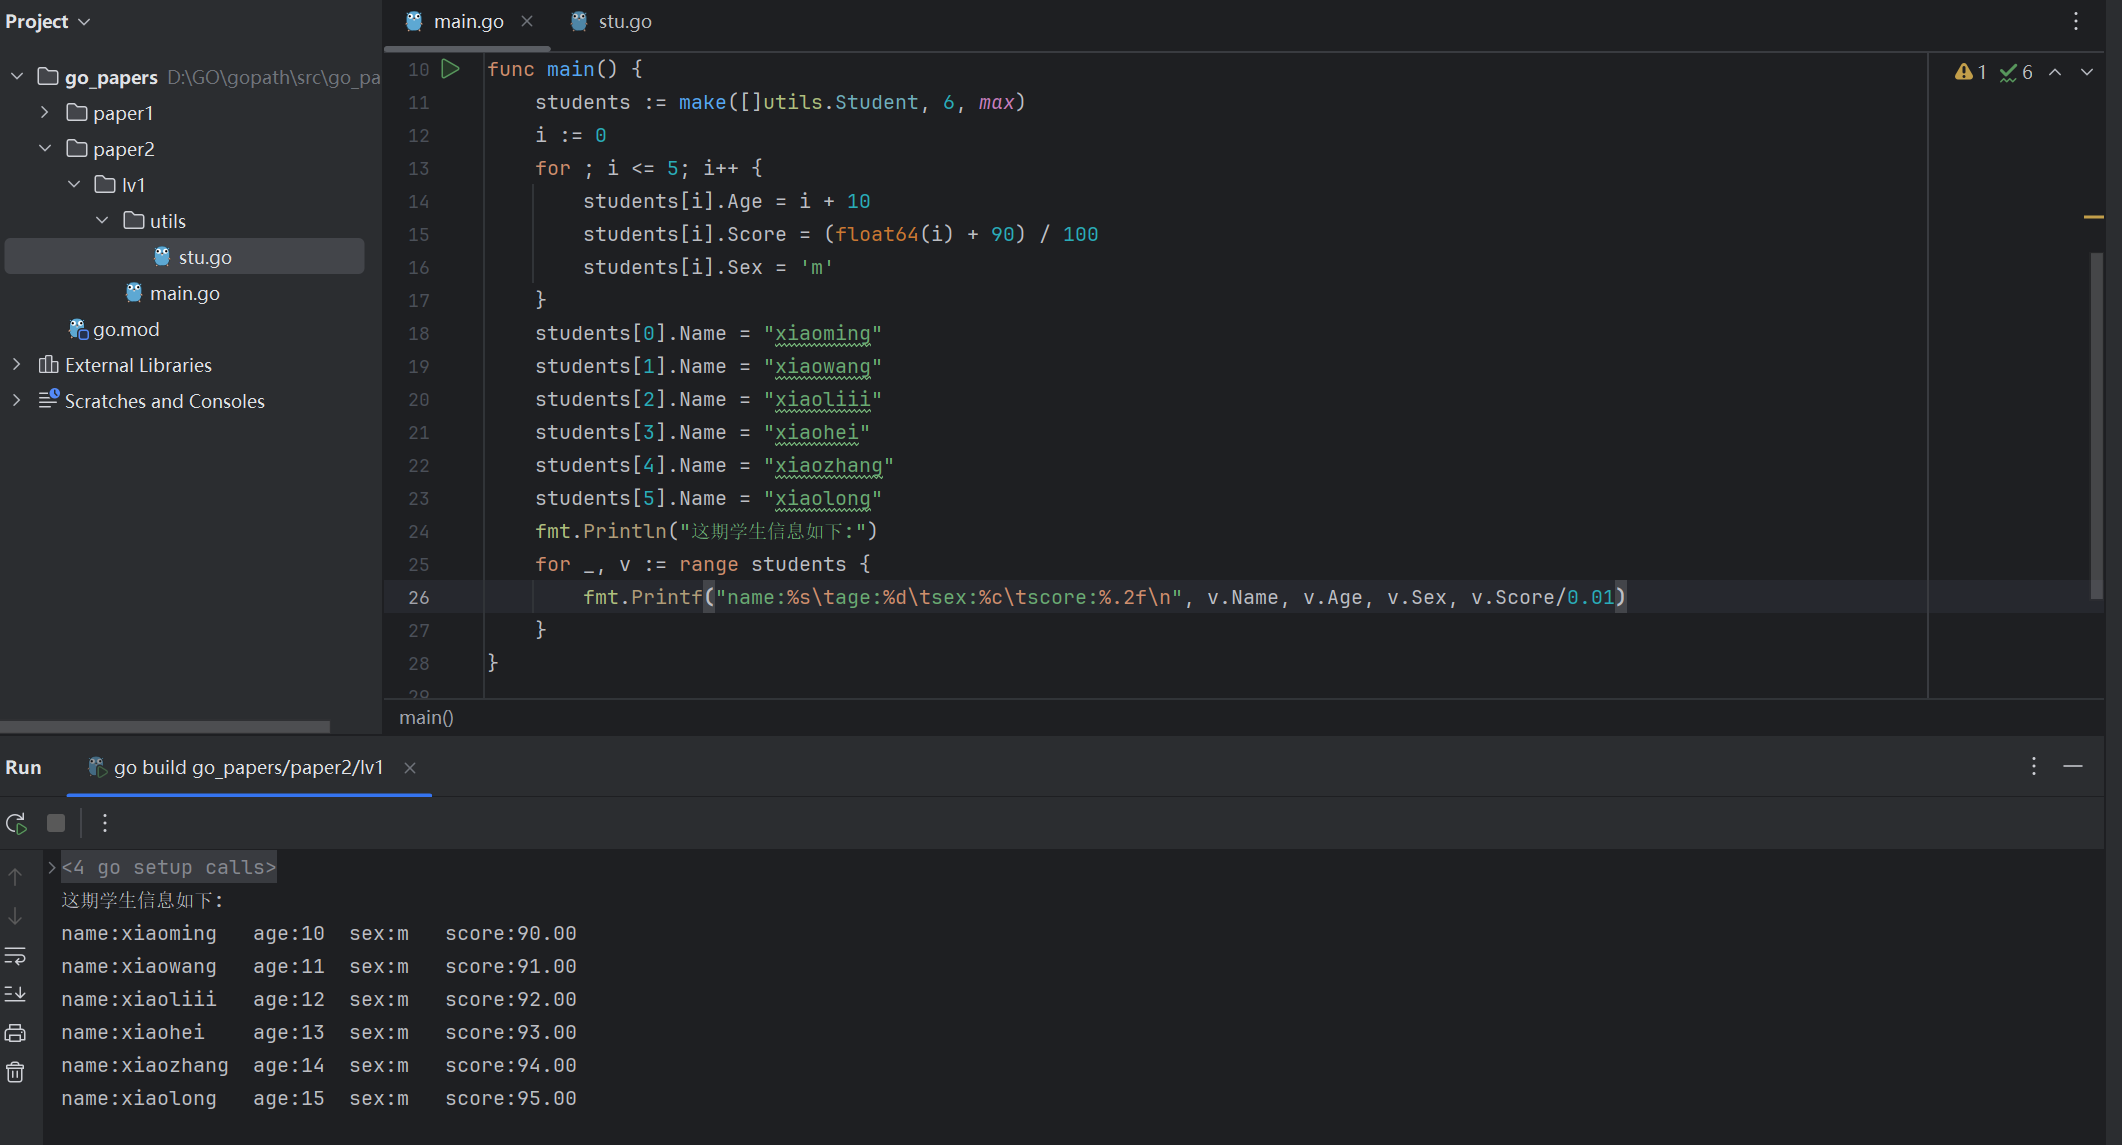 Project
go_papers D:\GO\gopath\src\go_pa
paper1
paper2
lv1
utils
stu.go
main.go
go.mod
External Libraries
Scratches and Consoles
main.go
stu.go
1 6
10 func main() {
11 students := make([]utils.Student, 6, max)
12 i := 0
13 for ; i <= 5; i++ {
14 students[i].Age = i + 10
15 students[i].Score = (float64(i) + 90) / 100
16 students[i].Sex = 'm'
17 }
18 students[0].Name = "xiaoming"
19 students[1].Name = "xiaowang"
20 students[2].Name = "xiaoliii"
21 students[3].Name = "xiaohei"
22 students[4].Name = "xiaozhang"
23 students[5].Name = "xiaolong"
24 fmt.Println("这期学生信息如下:")
25 for _, v := range students {
26 fmt.Printf("name:%s\tage:%d\tsex:%c\tscore:%.2f\n", v.Name, v.Age, v.Sex, v.Score/0.01)
27 }
28 }
29
main()
Run go build go_papers/paper2/lv1
<4 go setup calls>
这期学生信息如下:
name:xiaoming age:10 sex:m score:90.00
name:xiaowang age:11 sex:m score:91.00
name:xiaoliii age:12 sex:m score:92.00
name:xiaohei age:13 sex:m score:93.00
name:xiaozhang age:14 sex:m score:94.00
name:xiaolong age:15 sex:m score:95.00